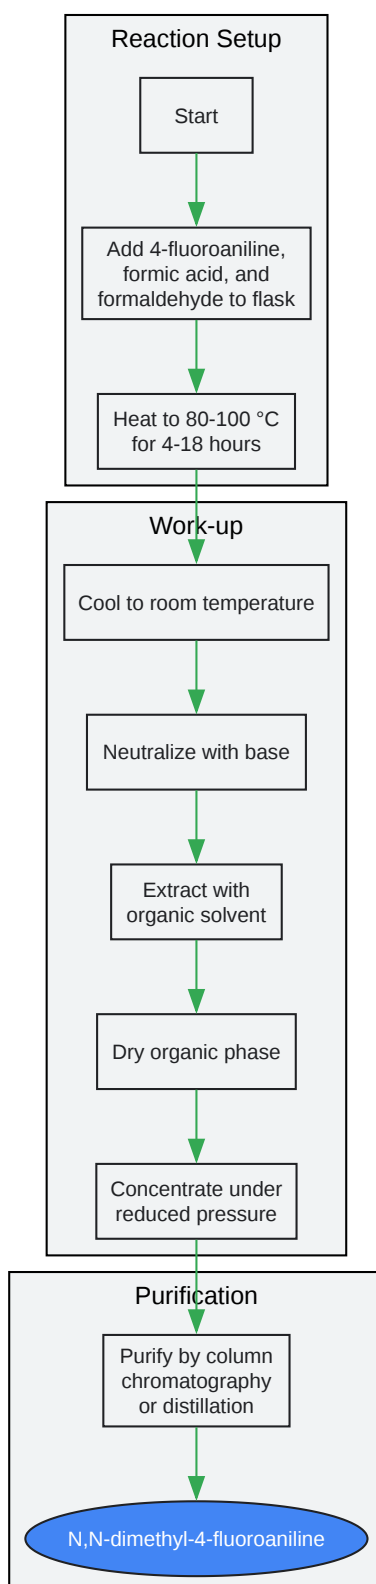 Reaction Setup
Start
Add 4-fluoroaniline,
formic acid, and
formaldehyde to flask
Heat to 80-100 °C
for 4-18 hours
Work-up
Cool to room temperature
Neutralize with base
Extract with
organic solvent
Dry organic phase
Concentrate under
reduced pressure
Purification
Purify by column
chromatography
or distillation
N,N-dimethyl-4-fluoroaniline